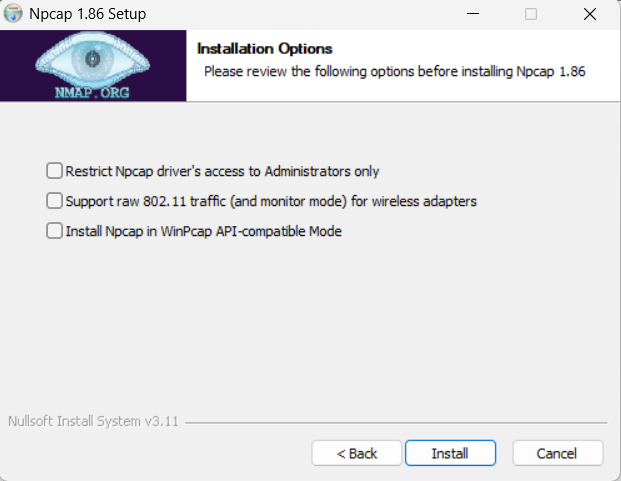 Npcap 1.86 Setup
Installation Options
Please review the following options before installing Npcap 1.86
NMAP.ORG
Restrict Npcap driver's access to Administrators only
Support raw 802.11 traffic (and monitor mode) for wireless adapters
Install Npcap in WinPcap API-compatible Mode
Nullsoft Install System v3.11
< Back
Install
Cancel